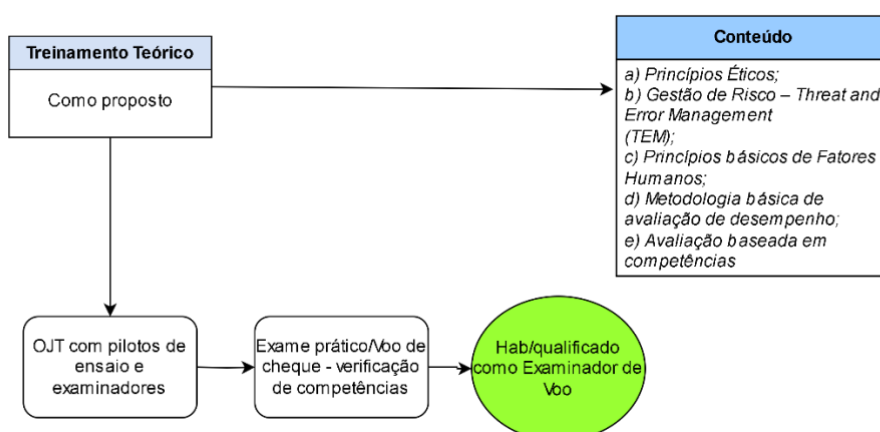 Treinamento Teórico
Como proposto
Conteúdo
a) Princípios Éticos;
b) Gestão de Risco – Threat and
Error Management
(TEM);
c) Princípios básicos de Fatores
Humanos;
d) Metodologia básica de
avaliação de desempenho;
e) Avaliação baseada em
competências
OJT com pilotos de
ensaio e
examinadores
Exame prático/Voo de
cheque - verificação
de competências
Hab/qualificado
como Examinador de
Voo